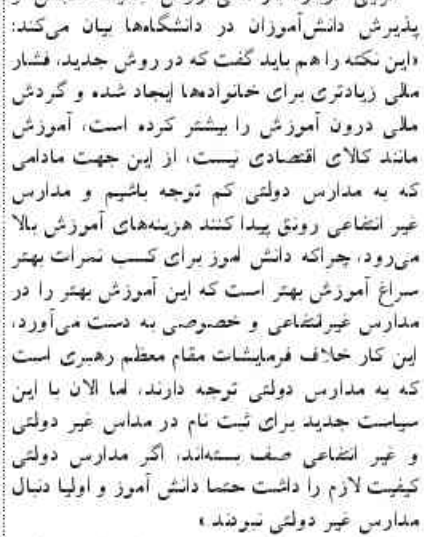 پذیرش دانش‌آموزان در دانشگاه‌ها بیان می‌کند:
«این نکته را هم باید گفت که در روش جدید، فشار
مالی زیادتری برای خانواده‌ها ایجاد شده و گردش
مالی درون آموزش را بیشتر کرده است، آموزش
مانند کالای اقتصادی نیست، از این جهت مادامی
که به مدارس دولتی کم توجه باشیم و مدارس
غیر انتفاعی رونق پیدا کنند هزینه‌های آموزش بالا
می‌رود، چراکه دانش آموز برای کسب نمرات بهتر
سراغ آموزش بهتر است که این آموزش بهتر را در
مدارس غیرانتفاعی و خصوصی به دست می‌آورد،
این کار خلاف فرمایشات مقام معظم رهبری است
که به مدارس دولتی توجه دارند، اما الان با این
سیاست جدید برای ثبت نام در مداس غیر دولتی
و غیر انتفاعی صف بسته‌اند، اگر مدارس دولتی
کیفیت لازم را داشت حتما دانش آموز و اولیا دنبال
مدارس غیر دولتی نبودند »